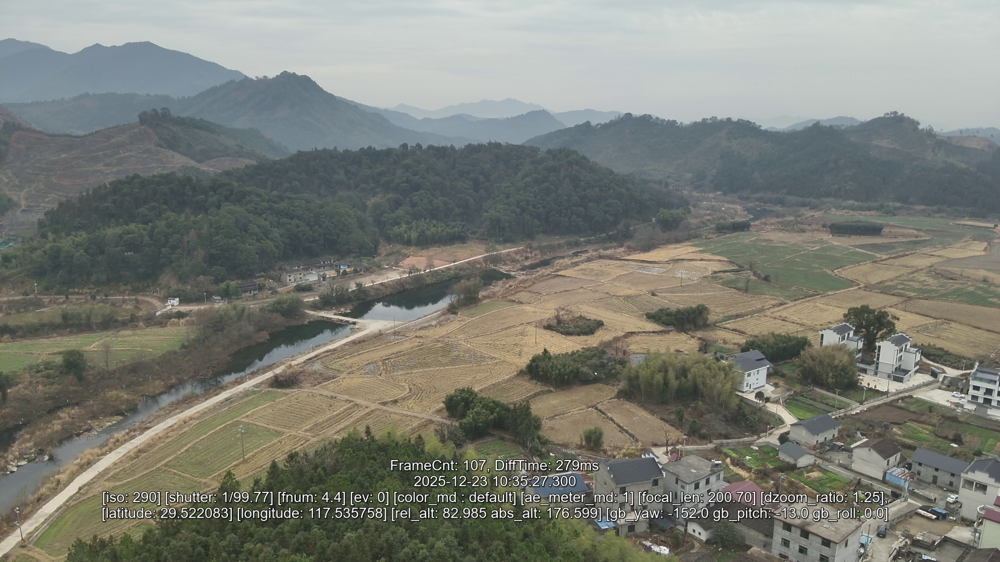 FrameCnt: 107, DiffTime: 279ms
2025-12-23 10:35:27.300
[iso: 290] [shutter: 1/99.77] [fnum: 4.4] [ev: 0] [color_md : default] [ae_meter_md: 1] [focal_len: 200.70] [dzoom_ratio: 1.25],
[latitude: 29.522083] [longitude: 117.535758] [rel_alt: 82.985 abs_alt: 176.599] [gb_yaw: -152.0 gb_pitch: -13.0 gb_roll: 0.0]